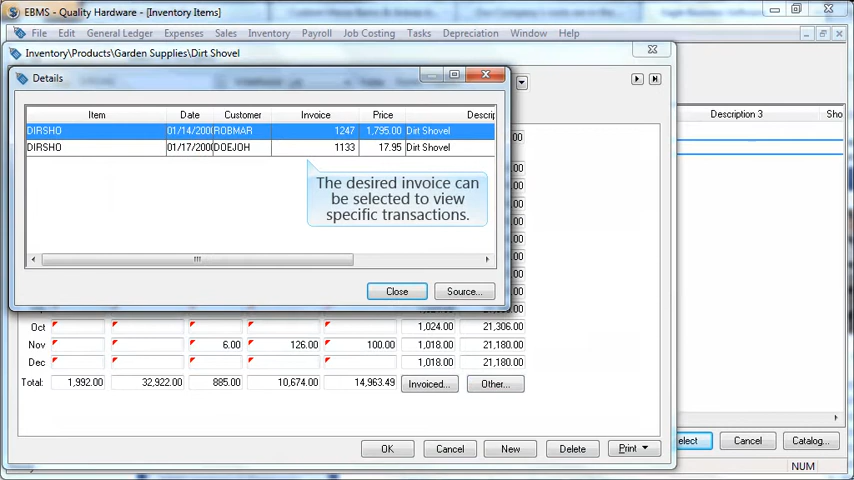 EBMS - Quality Hardware - [Inventory Items]
File Edit General Ledger Expenses Sales Inventory Payroll Job Costing Tasks Depreciation Window Help
Inventory\Products\Garden Supplies\Dirt Shovel
Details
Item Date Customer Invoice Price Descrip
DIRSHO 01/14/200 ROBMAR 1247 1,795.00 Dirt Shovel
DIRSHO 01/17/200 DOEJOH 1133 17.95 Dirt Shovel
The desired invoice can
be selected to view
specific transactions.
Close Source...
Description 3 Sho
Oct 1,024.00 21,306.00
Nov 6.00 126.00 100.00 1,018.00 21,180.00
Dec 1,018.00 21,180.00
Total: 1,992.00 32,922.00 885.00 10,674.00 14,963.49 Invoiced... Other...
OK Cancel New Delete Print
elect Cancel Catalog...
NUM